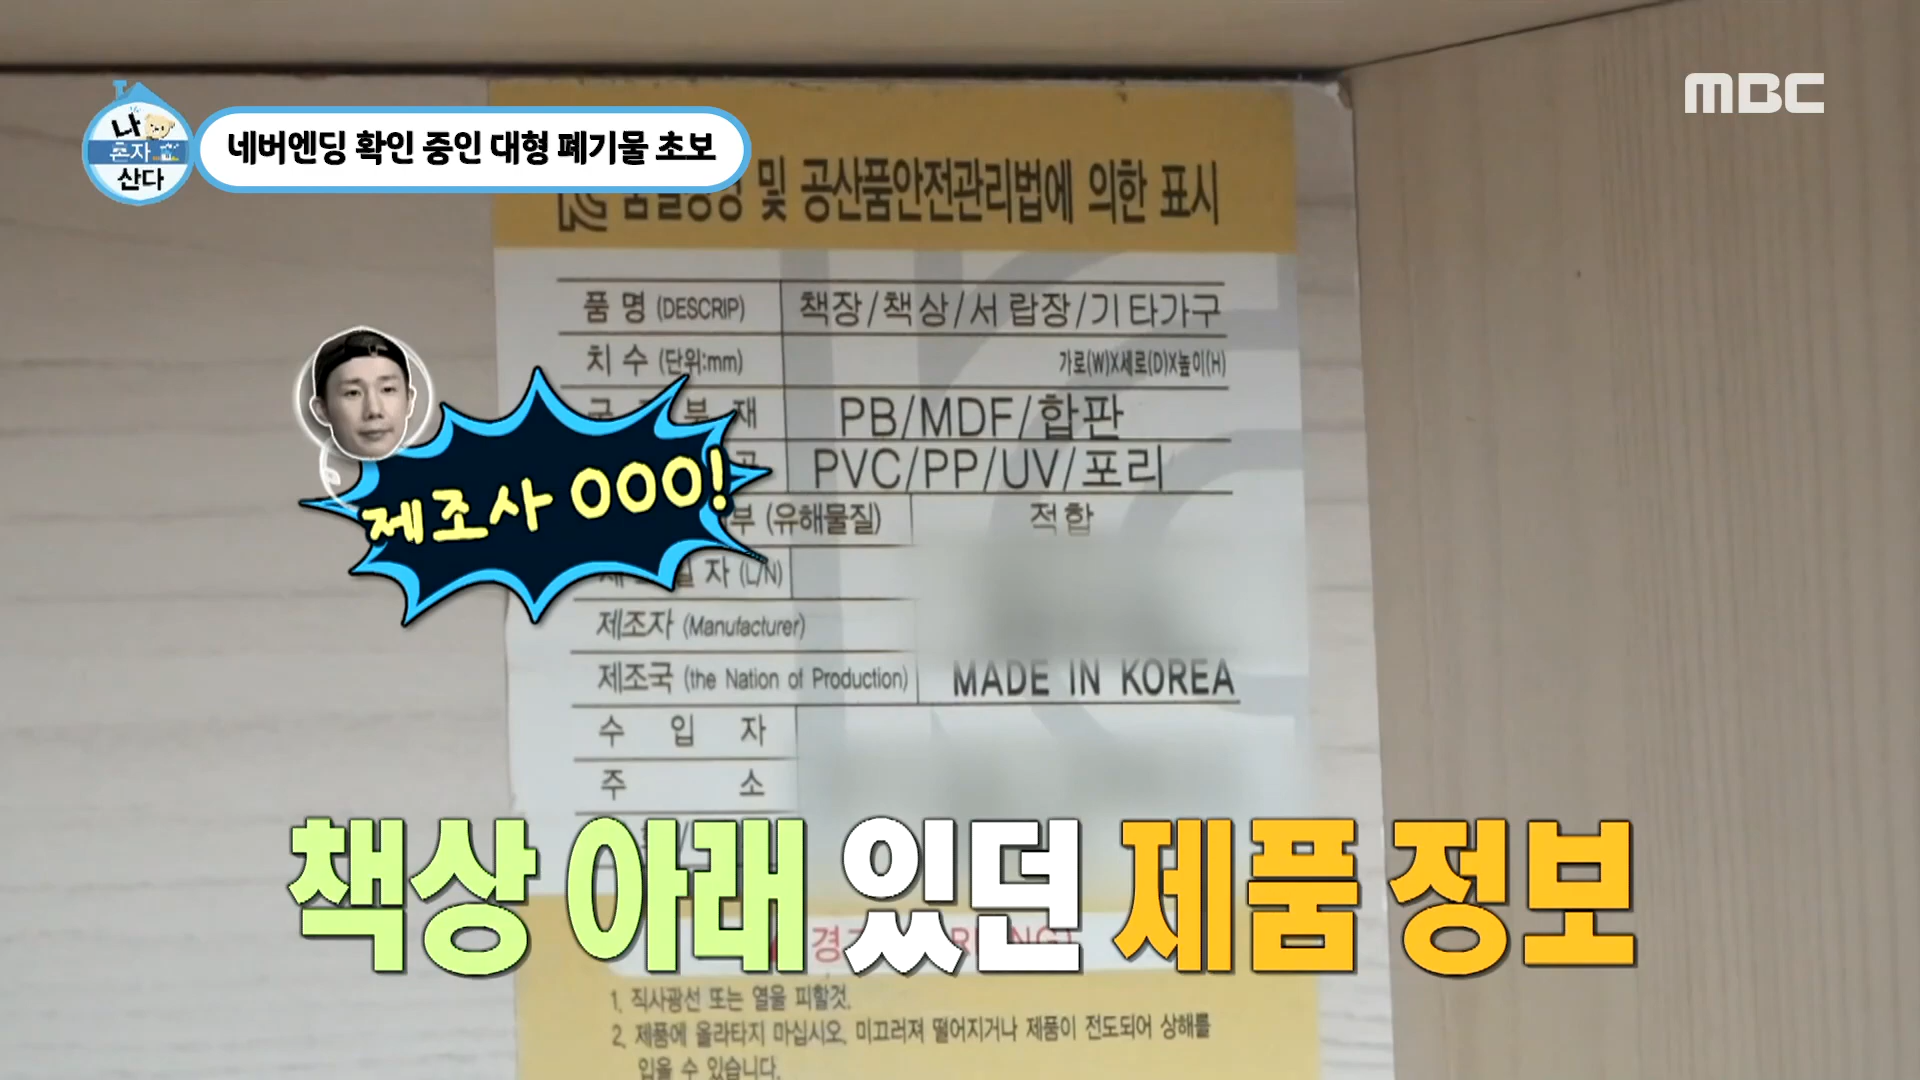 MBC
나
혼자
산다
네버엔딩 확인 중인 대형 폐기물 초보
및 공산품안전관리법에 의한 표시
품 명 (DESCRIP) 책장/책상/서랍장/기타가구
치 수 (단위:mm) 가로(W)X세로(D)X높이(H)
재 PB/MDF/합판
PVC/PP/UV/포리
제조사 OOO!
부 (유해물질) 적합
자 (L/N)
제조자 (Manufacturer)
제조국 (the Nation of Production) MADE IN KOREA
수 입 자
주 소
책상 아래 있던 제품 정보
1. 직사광선 또는 열을 피할것.
2. 제품에 올라타지 마십시오. 미끄러져 떨어지거나 제품이 전도되어 상해를
입을 수 있습니다.